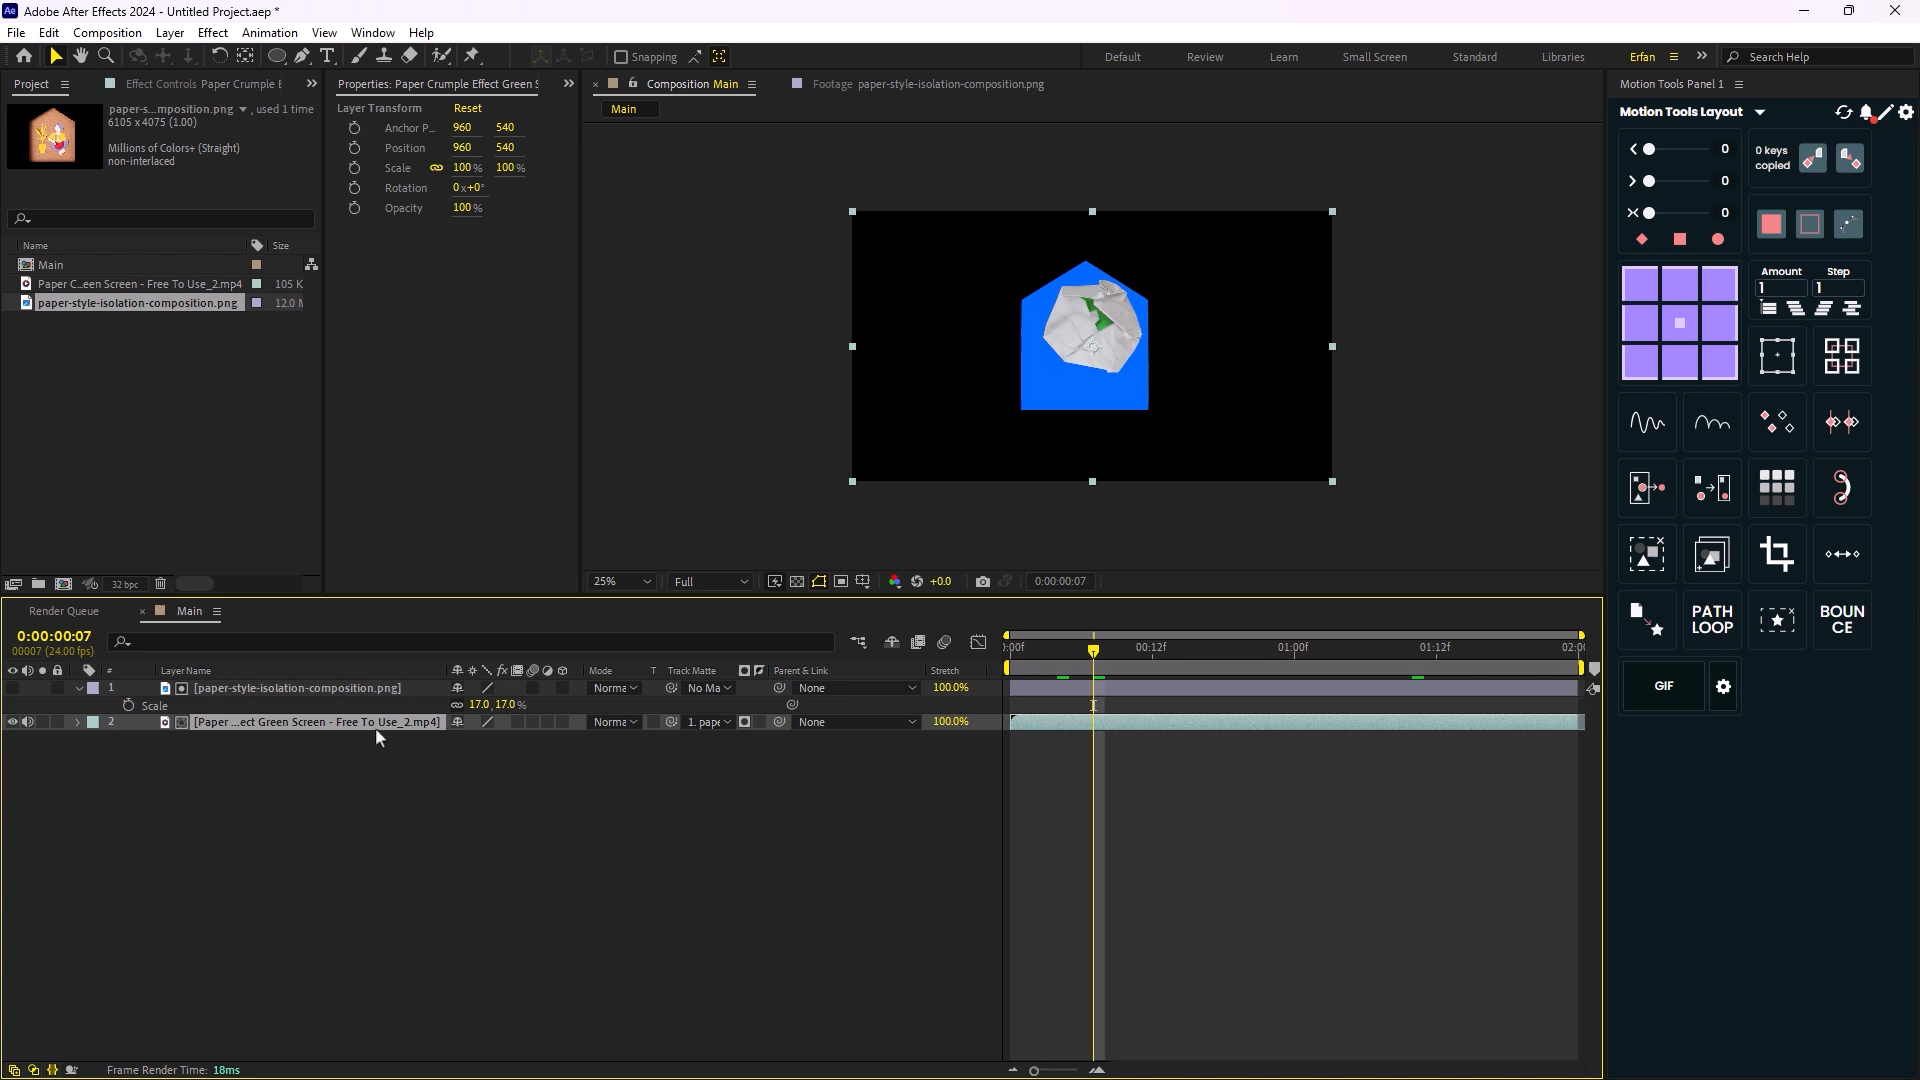 Adobe After Effects 2024 - Untitled Project.aep *
File Edit Composition Layer Effect Animation View Window Help
Snapping
Default Review Learn Small Screen Standard Libraries Erfan Search Help
Project Effect Controls Paper Crumple E
Properties: Paper Crumple Effect Green S
Composition Main
Footage paper-style-isolation-composition.png
Motion Tools Panel 1
paper-s...mposition.png , used 1 time
6105 x 4075 (1.00)
Millions of Colors+ (Straight)
non-interlaced
Layer Transform Reset
Anchor P... 960 540
Position 960 540
Scale 100 % 100 %
Rotation 0x+0°
Opacity 100 %
Main
Motion Tools Layout
0
0
0
0 keys
copied
Amount Step
1 1
Name Size
Main
Paper C...een Screen - Free To Use_2.mp4 105 K
paper-style-isolation-composition.png 12.0 M
PATH
LOOP
BOUN
CE
GIF
32 bpc
25% Full +0.0 0:00:00:07
Render Queue Main
0:00:00:07
00007 (24.00 fps)
):00f 00:12f 01:00f 01:12f 02:0(
# Layer Name Mode T Track Matte Parent & Link Stretch
1 [paper-style-isolation-composition.png] Norma No Ma None 100.0%
Scale 17.0,17.0 %
2 [Paper ...ect Green Screen - Free To Use_2.mp4] Norma 1. pape None 100.0%
Frame Render Time: 18ms